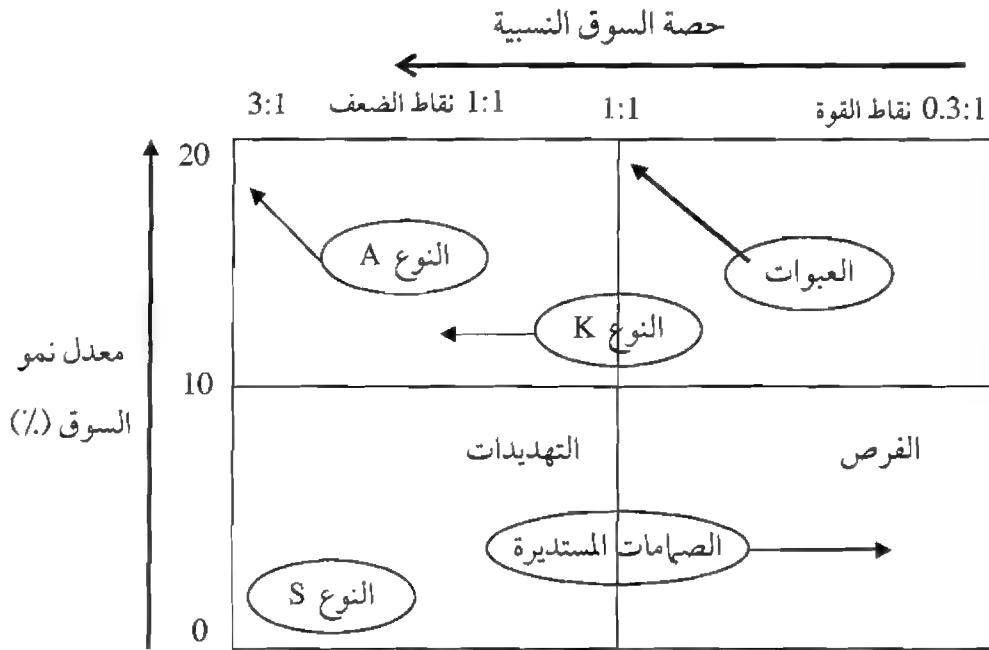 حصة السوق النسبية
0.3:1 نقاط القوة
1:1
1:1 نقاط الضعف
3:1
20
العبوات
النوع A
النوع K
معدل نمو
السوق (٪)
10
الفرص
التهديدات
الصمامات المستديرة
النوع S
0